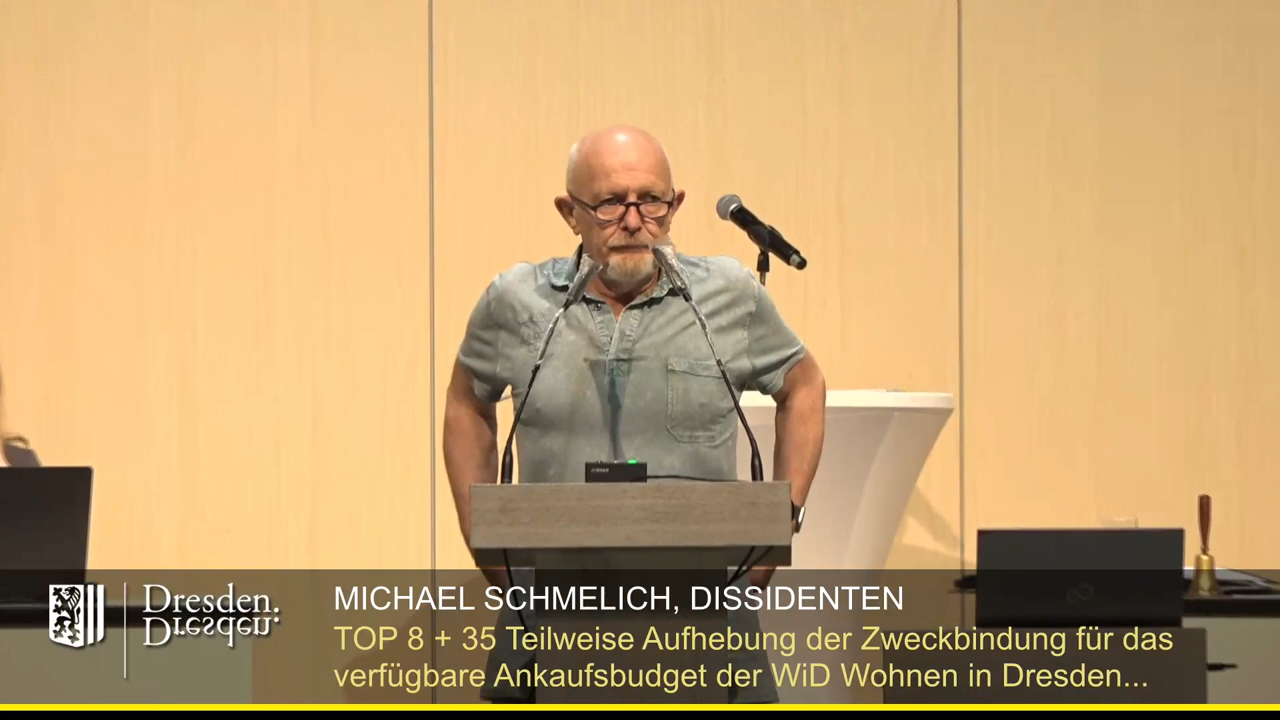 Dresden.
Dresden.
MICHAEL SCHMELICH, DISSIDENTEN
TOP 8 + 35 Teilweise Aufhebung der Zweckbindung für das
verfügbare Ankaufsbudget der WiD Wohnen in Dresden...